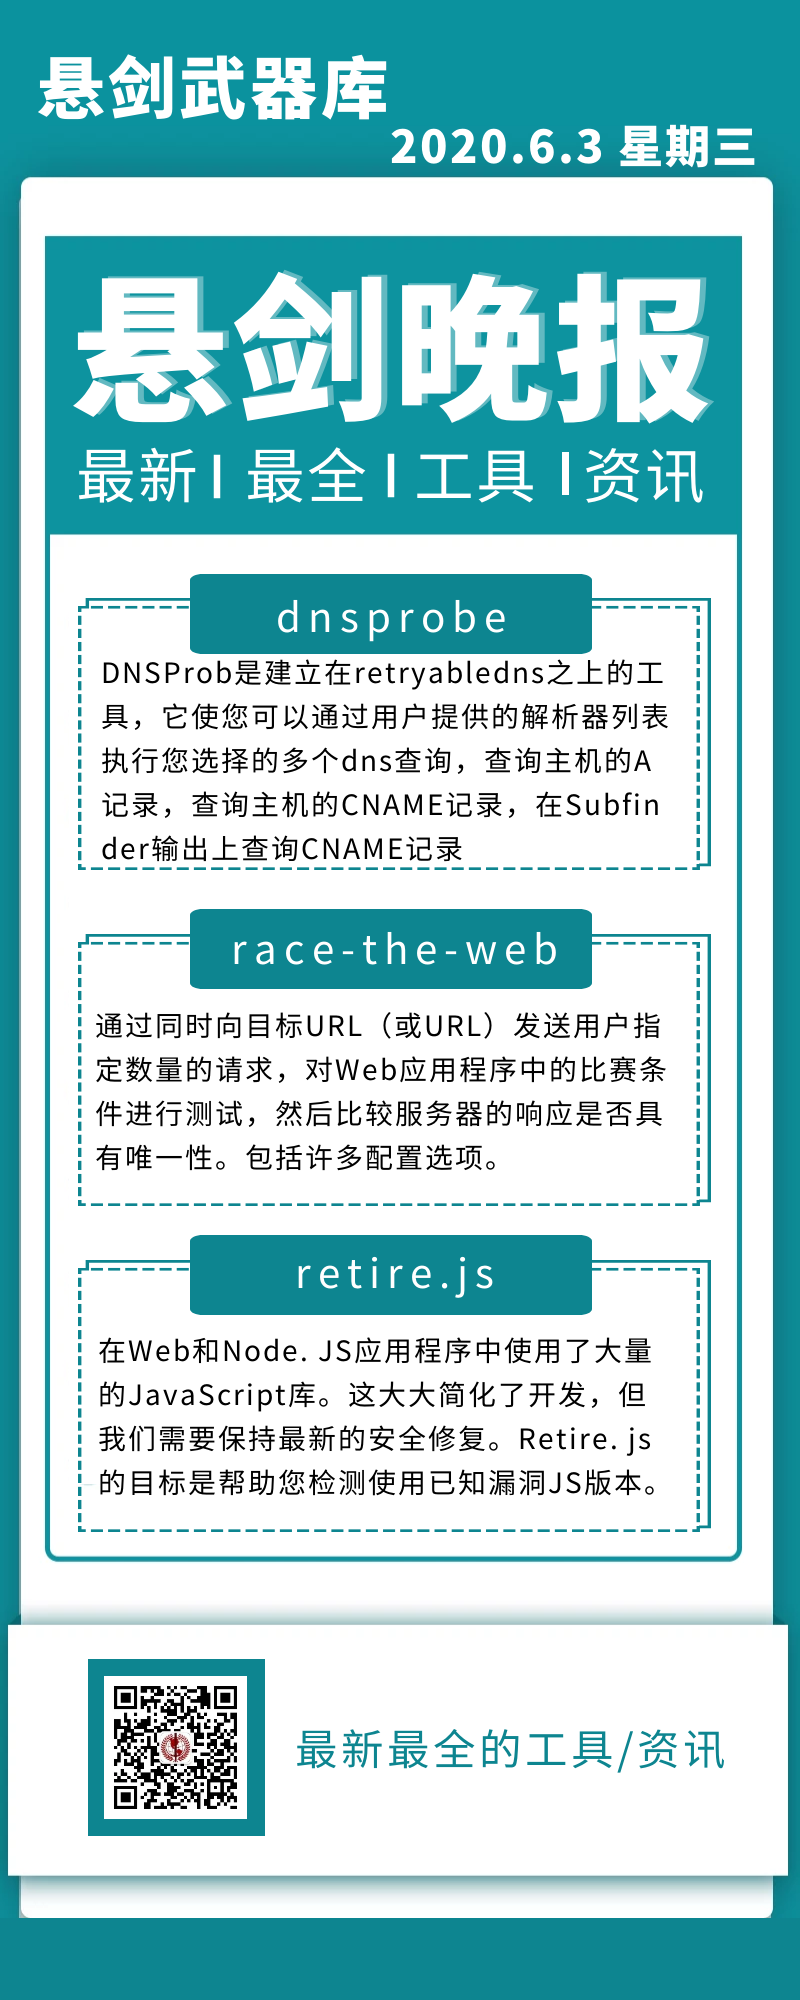 悬剑武器库
2020.6.3 星期三
悬剑晚报
最新 | 最全 | 工具 | 资讯
dnsprobe
DNSProb是建立在retryabledns之上的工
具，它使您可以通过用户提供的解析器列表
执行您选择的多个dns查询，查询主机的A
记录，查询主机的CNAME记录，在Subfin
der输出上查询CNAME记录
race-the-web
通过同时向目标URL（或URL）发送用户指
定数量的请求，对Web应用程序中的比赛条
件进行测试，然后比较服务器的响应是否具
有唯一性。包括许多配置选项。
retire.js
在Web和Node. JS应用程序中使用了大量
的JavaScript库。这大大简化了开发，但
我们需要保持最新的安全修复。Retire. js
的目标是帮助您检测使用已知漏洞JS版本。
最新最全的工具/资讯